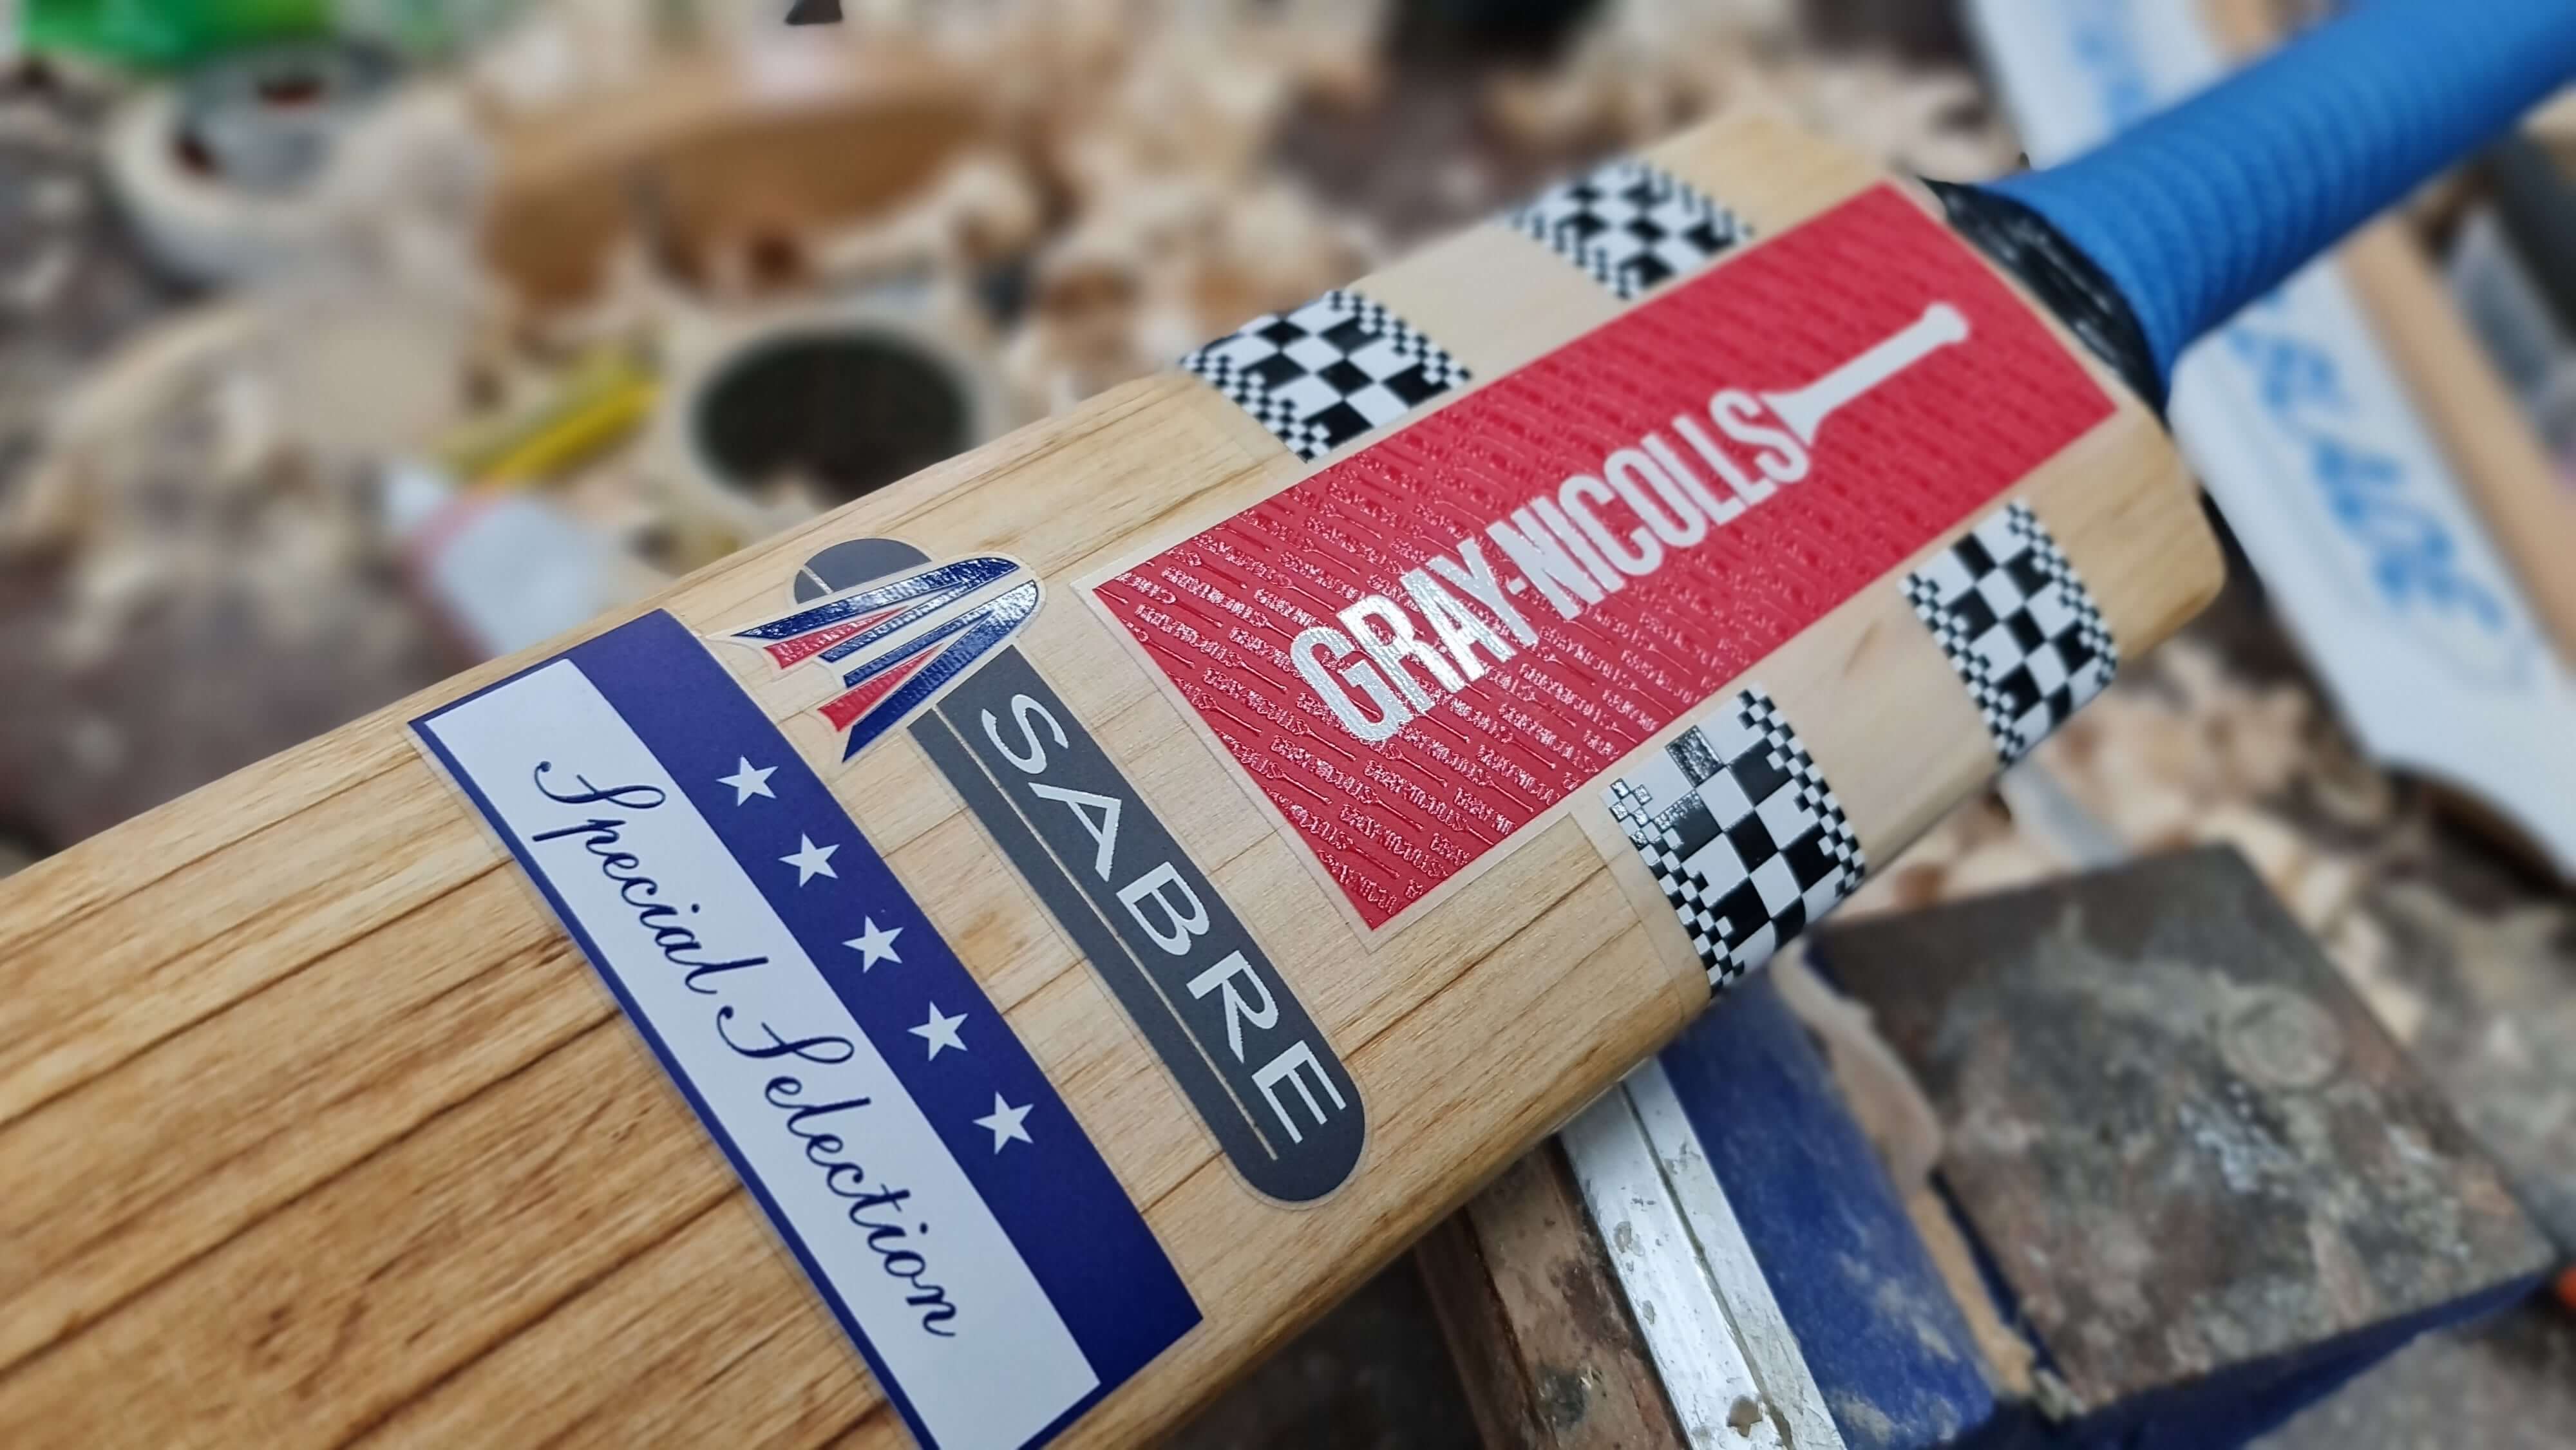 GRAY-NICOLLS
SABRE
Special Selection